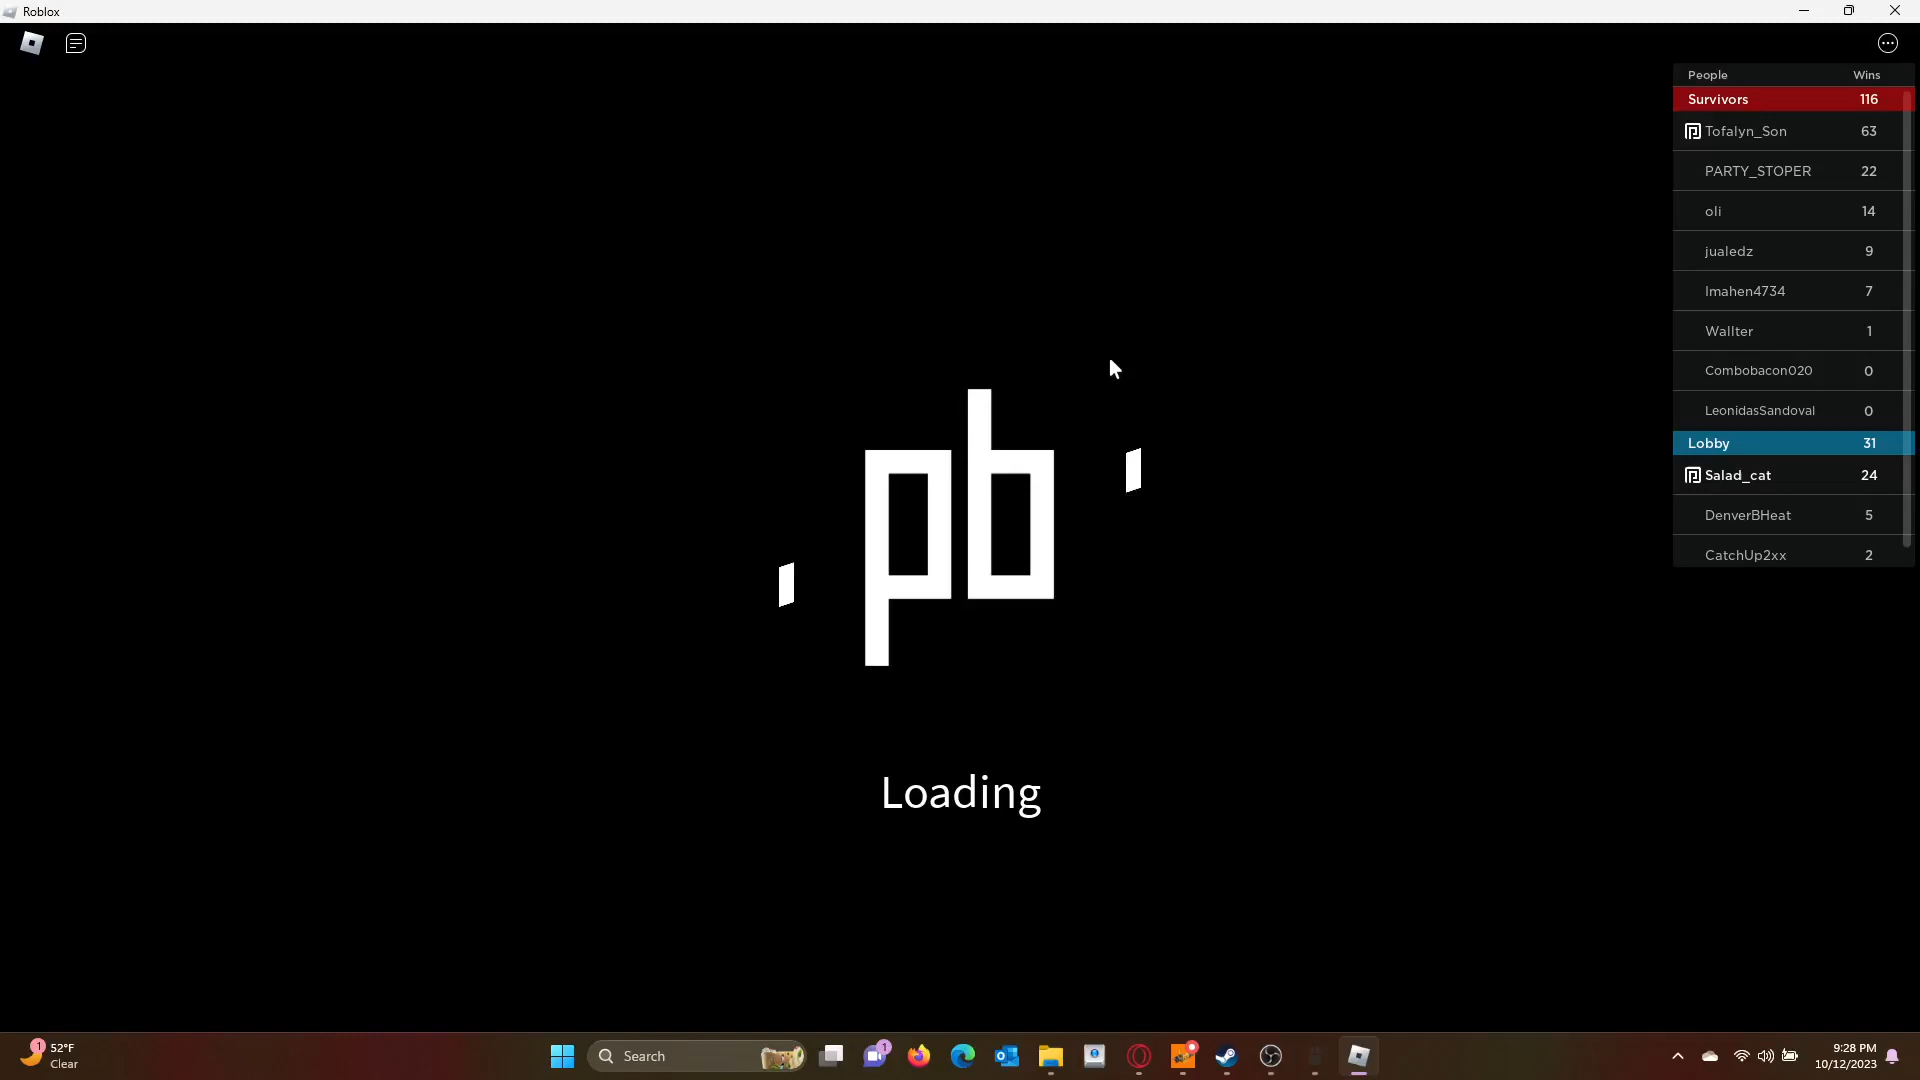 Roblox
People Wins
Survivors 116
Tofalyn_Son 63
PARTY_STOPER 22
oli 14
jualedz 9
Imahen4734 7
Wallter 1
Combobacon020 0
LeonidasSandoval 0
Lobby 31
Salad_cat 24
DenverBHeat 5
CatchUp2xx 2
pb
Loading
1
52°F
Clear
Search
1
9:28 PM
10/12/2023